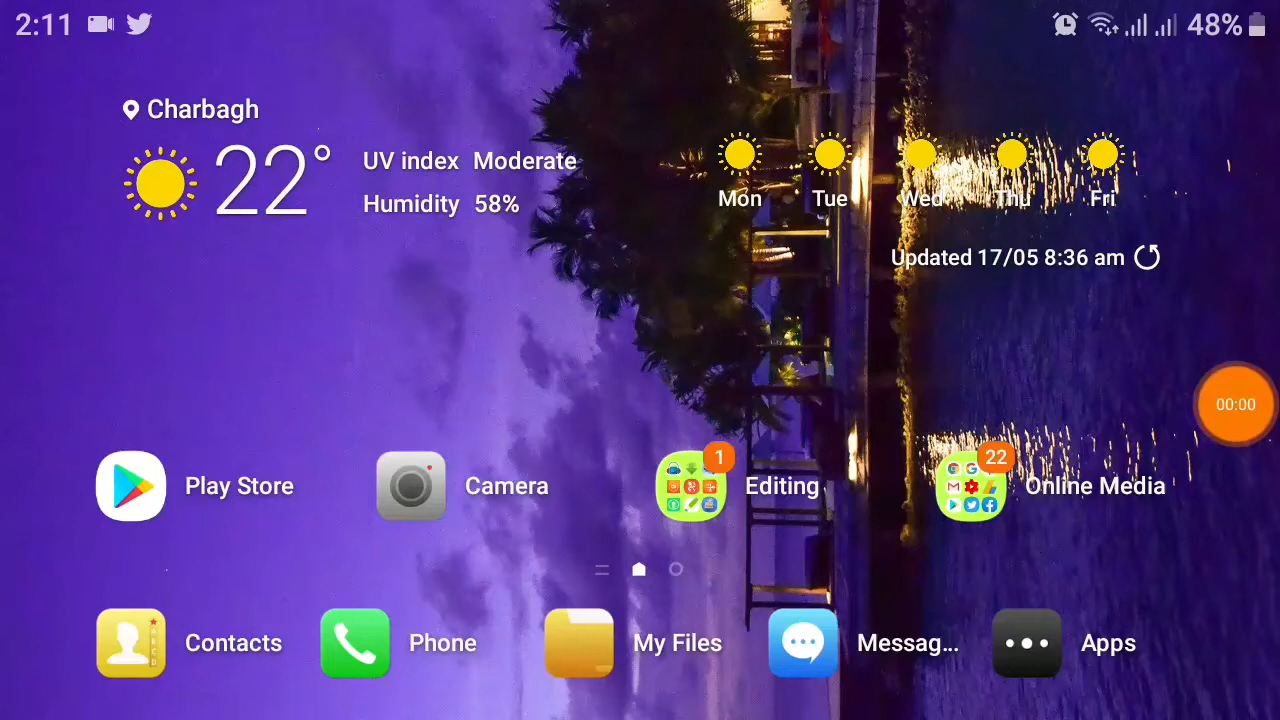 2:11
48%
Charbagh
22°
UV index Moderate
Humidity 58%
Mon Tue Wed Thu Fri
Updated 17/05 8:36 am
00:00
1
22
Play Store
Camera
Editing
Online Media
Contacts
Phone
My Files
Messag...
Apps